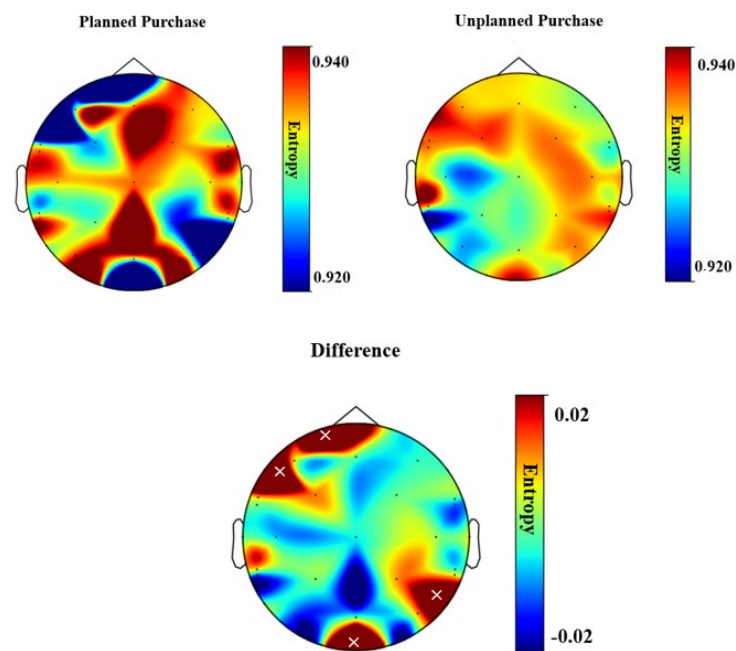 Planned Purchase
Unplanned Purchase
0.940
Entropy
0.920
0.940
Entropy
0.920
Difference
0.02
Entropy
-0.02